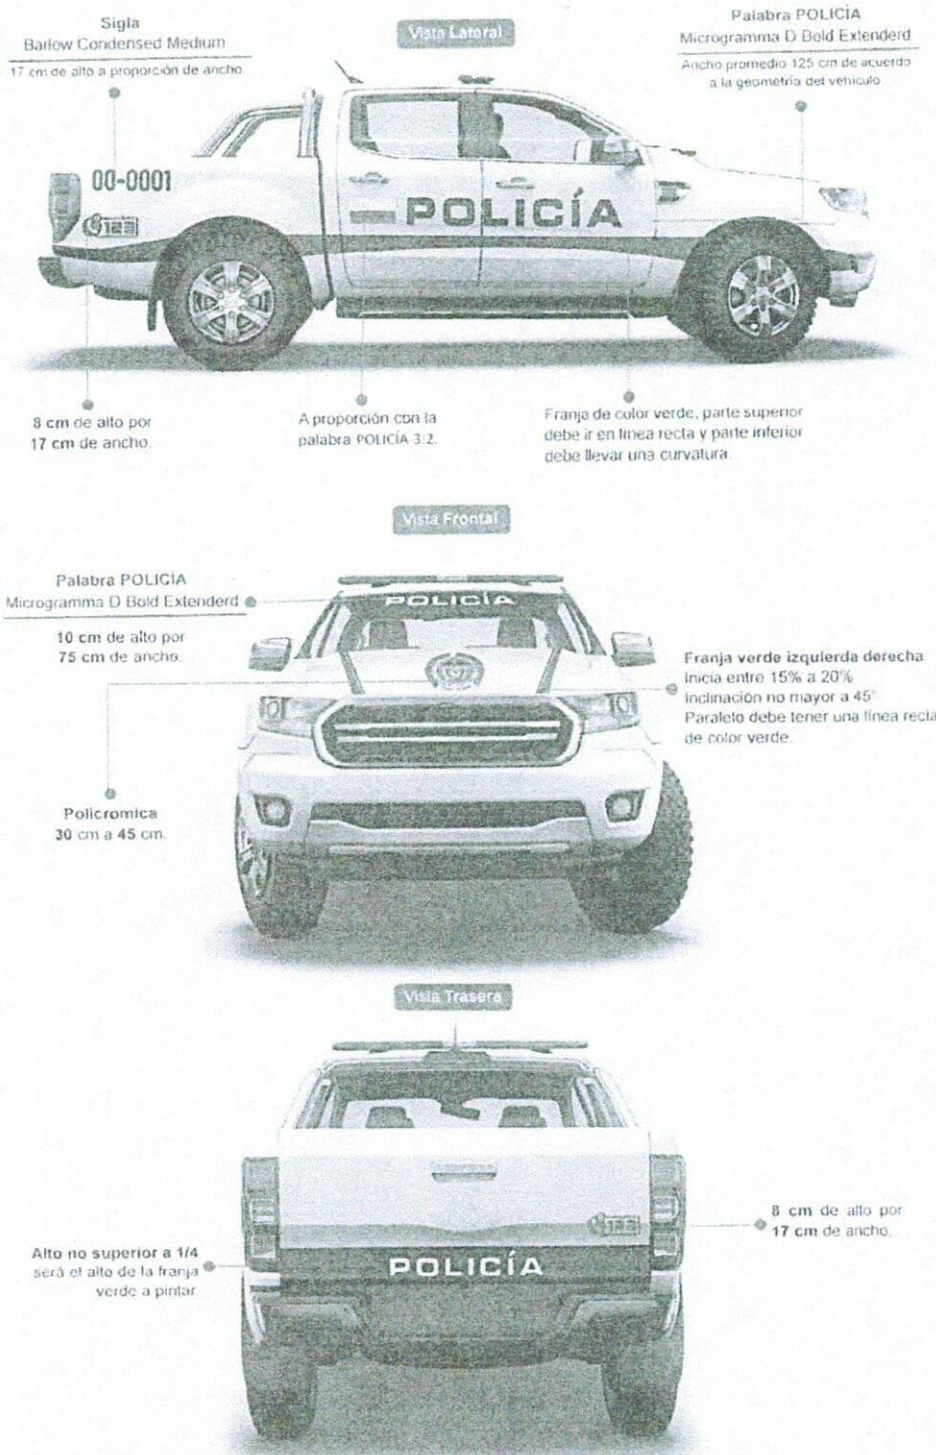 Sigla
Barlow Condensed Medium
17 cm de alto a proporción de ancho
Vista Lateral
Palabra POLICÍA
Microgramma D Bold Extenderd
Ancho promedio 125 cm de acuerdo
a la geometría del vehículo
00-0001
123
POLICÍA
8 cm de alto por
17 cm de ancho.
A proporción con la
palabra POLICÍA 3:2.
Franja de color verde, parte superior
debe ir en línea recta y parte inferior
debe llevar una curvatura.
Vista Frontal
Palabra POLICÍA
Microgramma D Bold Extenderd
10 cm de alto por
75 cm de ancho.
POLICÍA
Franja verde izquierda derecha
Inicia entre 15% a 20%
Inclinación no mayor a 45°
Paralelo debe tener una línea recta
de color verde.
Policromica
30 cm a 45 cm.
Vista Trasera
123
8 cm de alto por
17 cm de ancho.
Alto no superior a 1/4
será el alto de la franja
verde a pintar.
POLICÍA